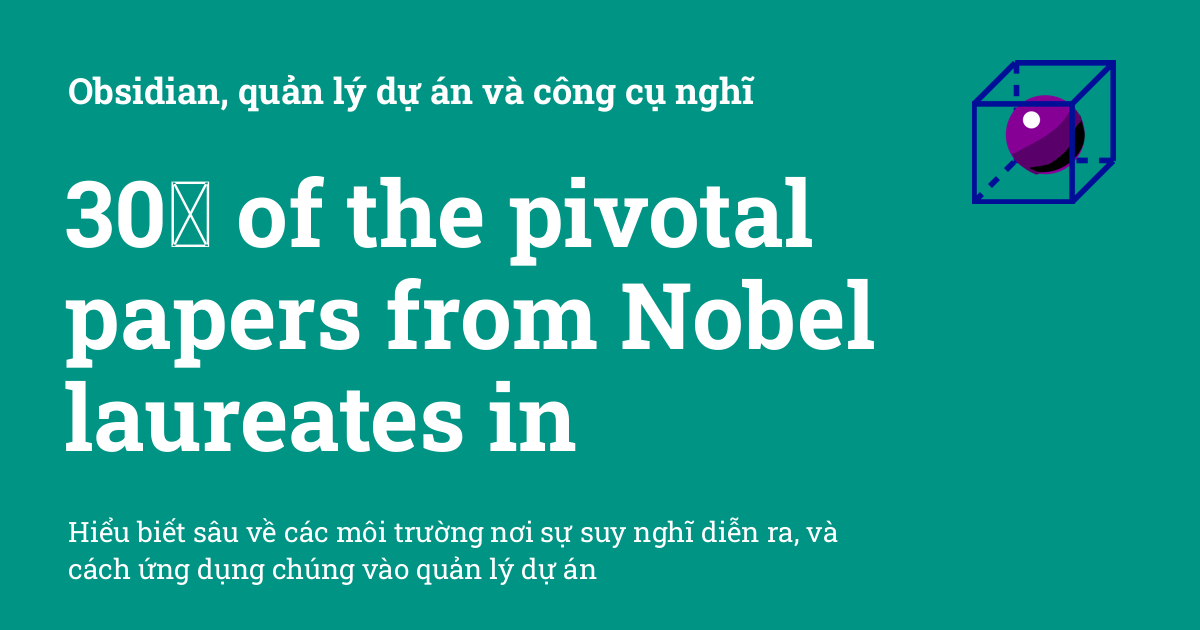 Obsidian, quản lý dự án và công cụ nghĩ
30 of the pivotal
papers from Nobel
laureates in
Hiểu biết sâu về các môi trường nơi sự suy nghĩ diễn ra, và
cách ứng dụng chúng vào quản lý dự án